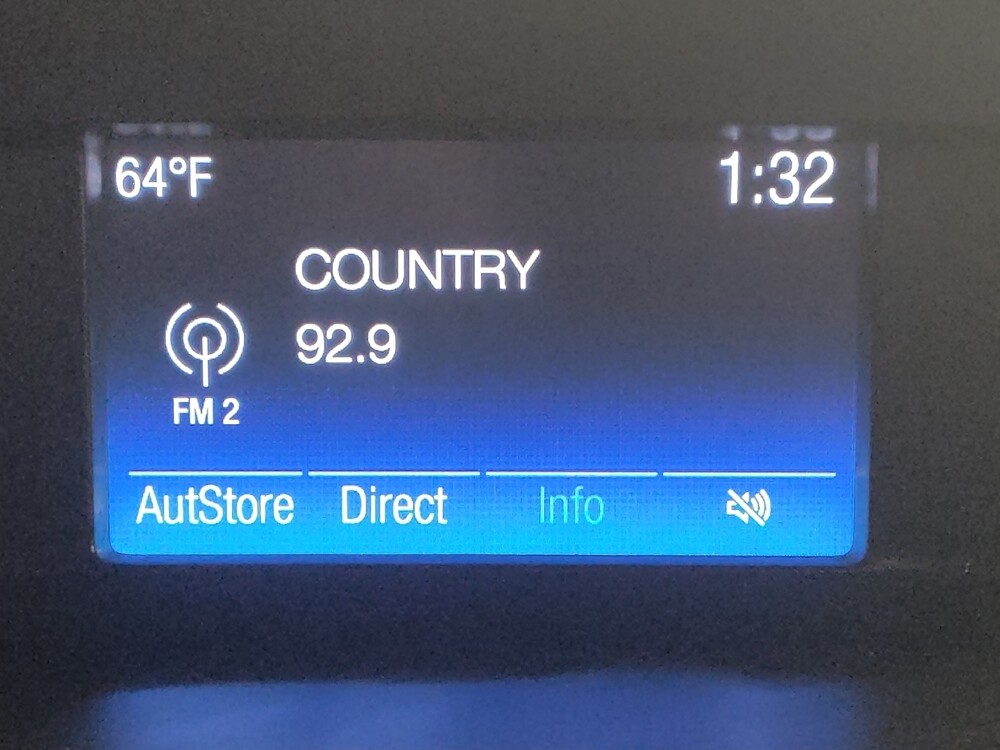 64°F 1:32
COUNTRY
92.9
FM 2
AutStore Direct Info